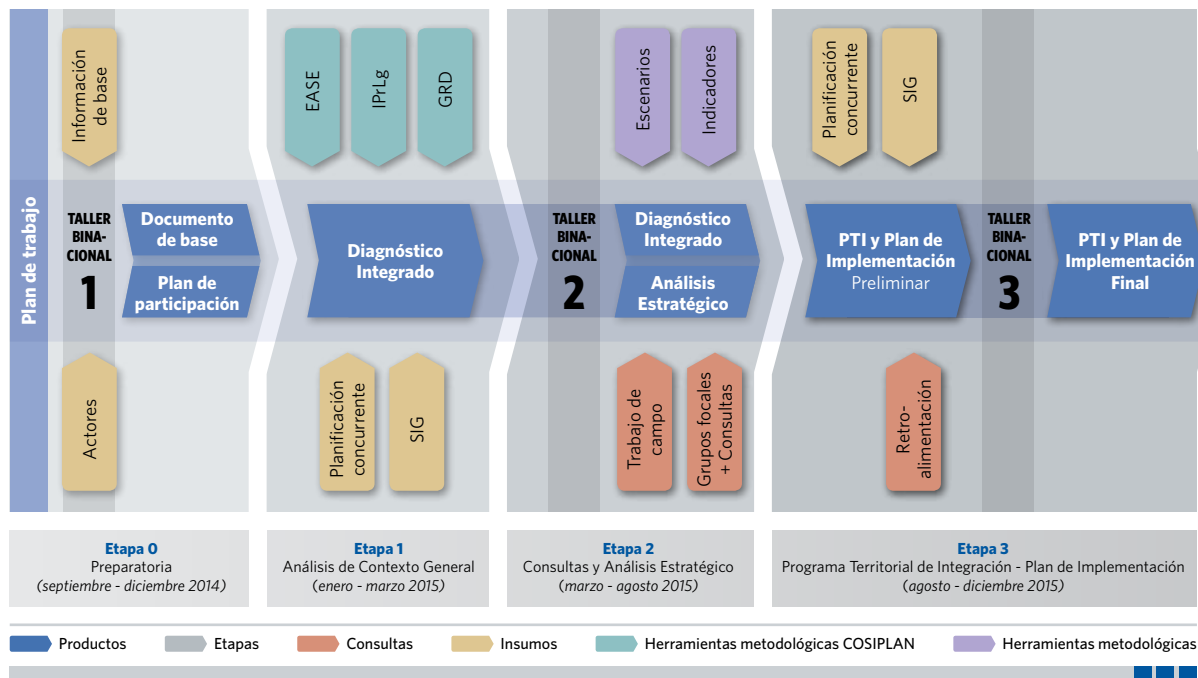 Información
de base
EASE
IPrLg
GRD
Escenarios
Indicadores
Planificación
concurrente
SIG
Plan de trabajo
TALLER
BINA-
CIONAL
1
Documento
de base
Plan de
participación
Diagnóstico
Integrado
TALLER
BINA-
CIONAL
2
Diagnóstico
Integrado
Análisis
Estratégico
PTI y Plan de
Implementación
Preliminar
TALLER
BINA-
CIONAL
3
PTI y Plan de
Implementación
Final
Actores
Planificación
concurrente
SIG
Trabajo de
campo
Grupos focales
+ Consultas
Retro-
alimentación
Etapa 0
Preparatoria
(septiembre - diciembre 2014)
Etapa 1
Análisis de Contexto General
(enero - marzo 2015)
Etapa 2
Consultas y Análisis Estratégico
(marzo - agosto 2015)
Etapa 3
Programa Territorial de Integración - Plan de Implementación
(agosto - diciembre 2015)
Productos
Etapas
Consultas
Insumos
Herramientas metodológicas COSIPLAN
Herramientas metodológicas